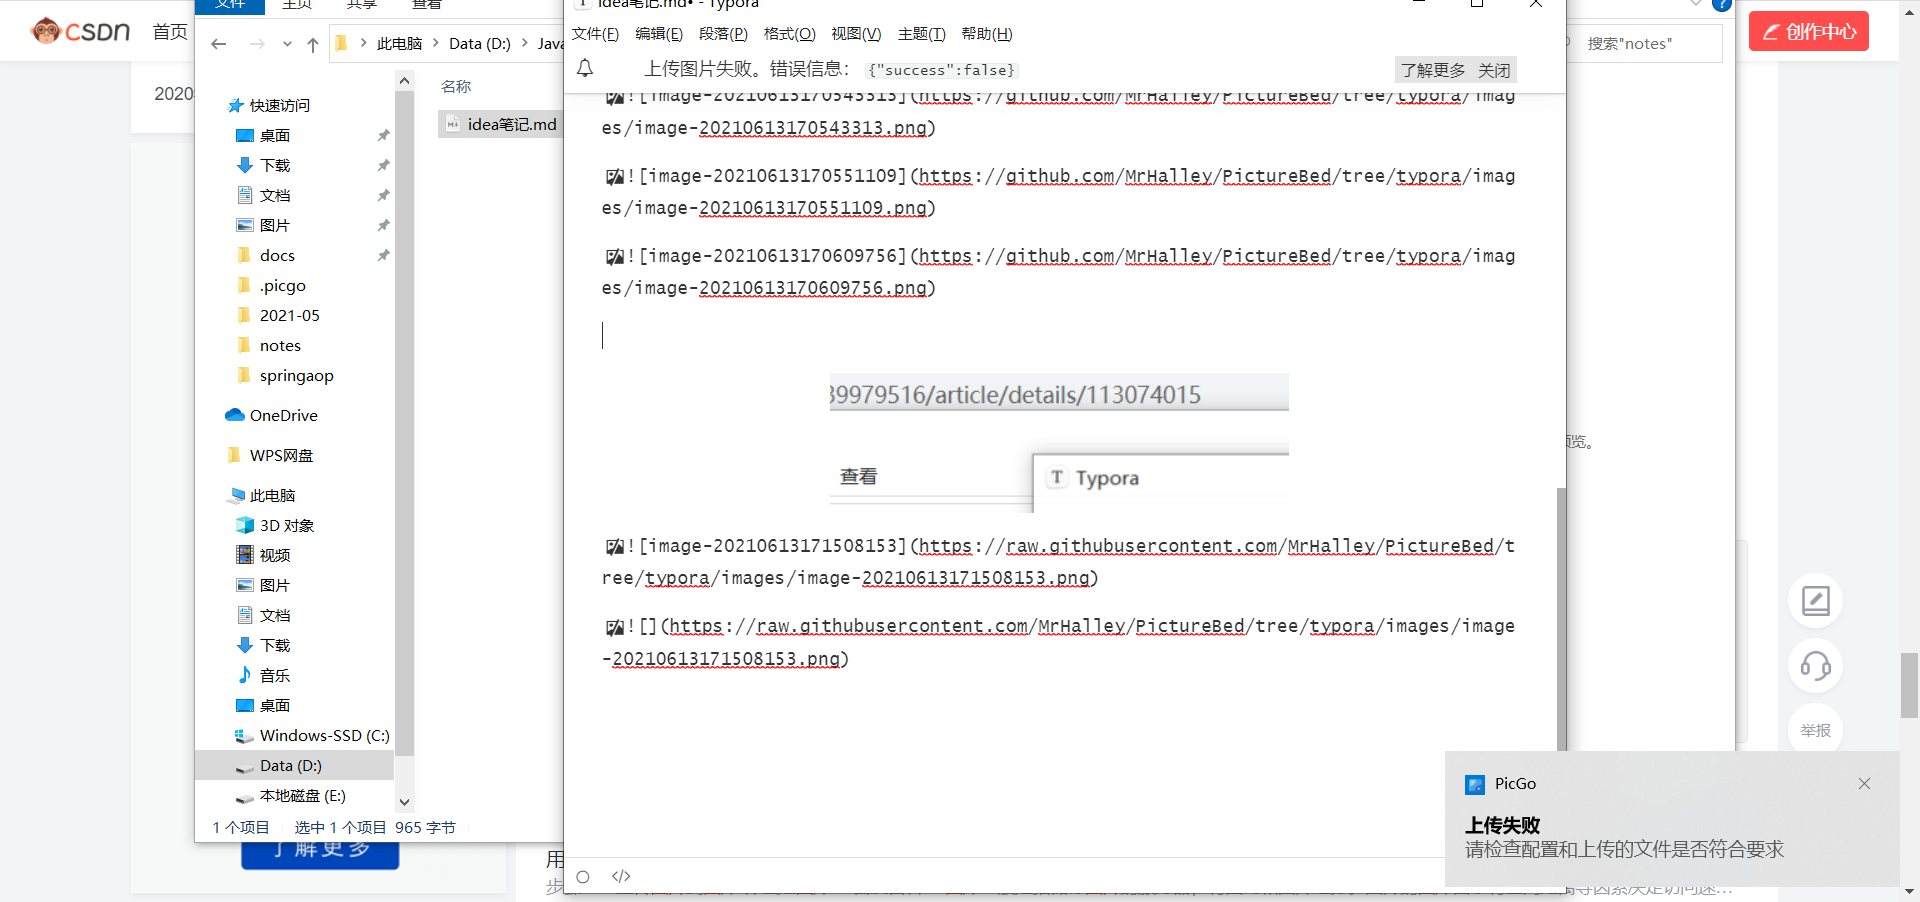 CSDN
首页
2020
创作中心
举报
文件
主页
共享
查看
此电脑
Data (D:)
Java
名称
idea笔记.md
快速访问
桌面
下载
文档
图片
docs
.picgo
2021-05
notes
springaop
OneDrive
WPS网盘
此电脑
3D 对象
视频
图片
文档
下载
音乐
桌面
Windows-SSD (C:)
Data (D:)
本地磁盘 (E:)
1 个项目
选中 1 个项目 965 字节
了解更多
用
步
搜索"notes"
览。
idea笔记.md• - Typora
文件(F) 编辑(E) 段落(P) 格式(O) 视图(V) 主题(T) 帮助(H)
上传图片失败。错误信息： {"success":false}
了解更多 关闭
![image-20210613170543313](https://github.com/MrHalley/PictureBed/tree/typora/imag
es/image-20210613170543313.png)
![image-20210613170551109](https://github.com/MrHalley/PictureBed/tree/typora/imag
es/image-20210613170551109.png)
![image-20210613170609756](https://github.com/MrHalley/PictureBed/tree/typora/imag
es/image-20210613170609756.png)
39979516/article/details/113074015
查看
T Typora
![image-20210613171508153](https://raw.githubusercontent.com/MrHalley/PictureBed/t
ree/typora/images/image-20210613171508153.png)
![](https://raw.githubusercontent.com/MrHalley/PictureBed/tree/typora/images/image
-20210613171508153.png)
</>
PicGo
上传失败
请检查配置和上传的文件是否符合要求